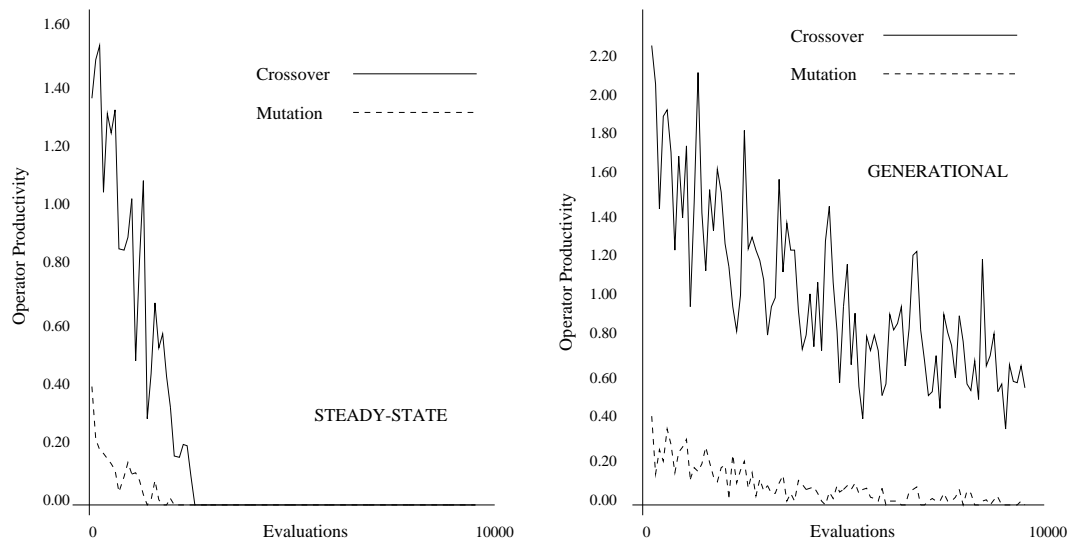 1.60
1.40
1.20
1.00
0.80
0.60
0.40
0.20
0.00
Operator Productivity
Crossover
Mutation
STEADY-STATE
0
Evaluations
10000
2.20
2.00
1.80
1.60
1.40
1.20
1.00
0.80
0.60
0.40
0.20
0.00
Operator Productivity
Crossover
Mutation
GENERATIONAL
0
Evaluations
10000